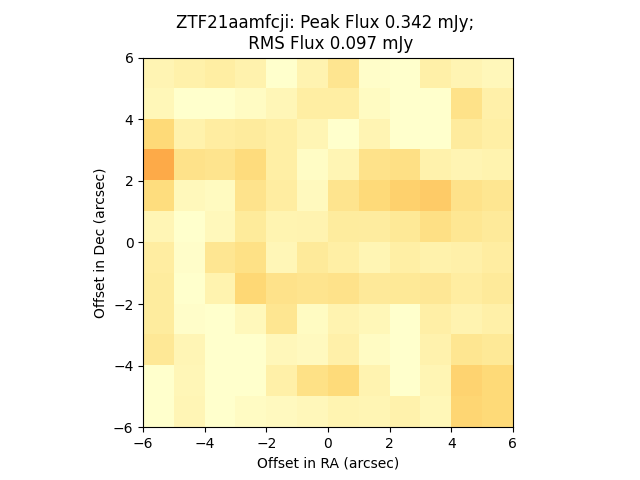 ZTF21aamfcji: Peak Flux 0.342 mJy;
RMS Flux 0.097 mJy
6
4
2
0
−2
−4
−6
Offset in Dec (arcsec)
−6 −4 −2 0 2 4 6
Offset in RA (arcsec)